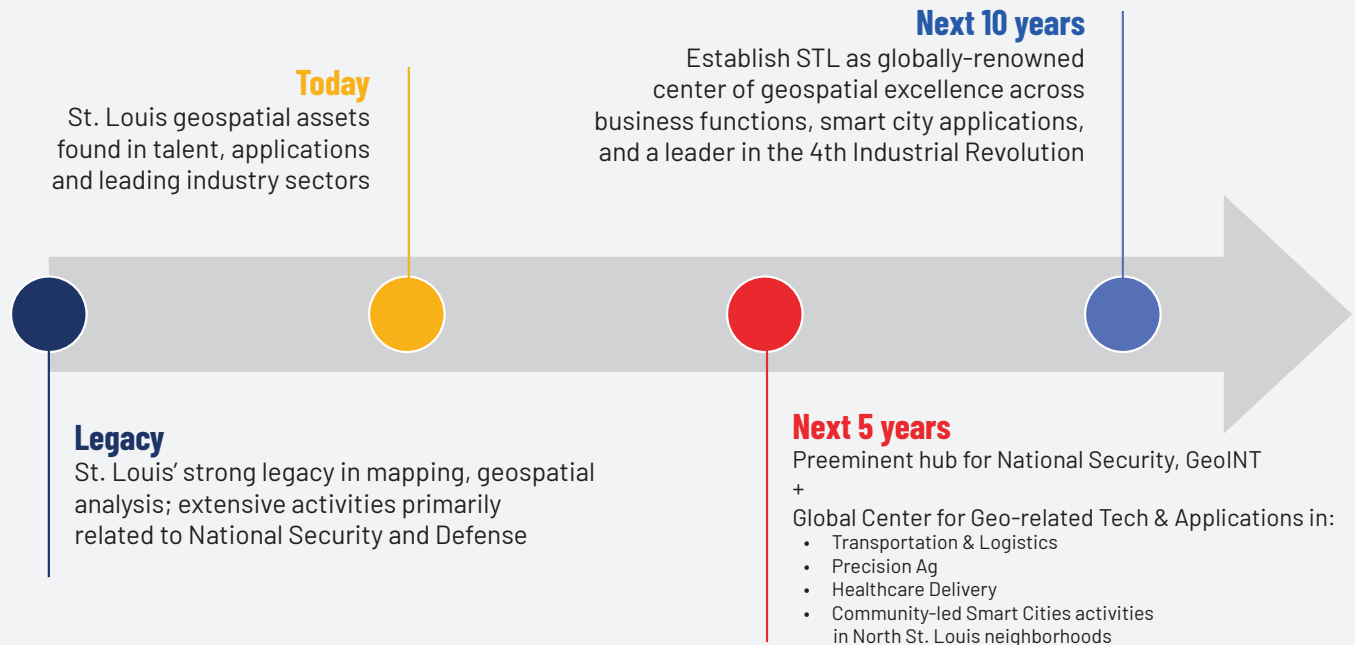 Legacy
St. Louis’ strong legacy in mapping, geospatial
analysis; extensive activities primarily
related to National Security and Defense
Today
St. Louis geospatial assets
found in talent, applications
and leading industry sectors
Next 5 years
Preeminent hub for National Security, GeoINT
+
Global Center for Geo-related Tech & Applications in:
• Transportation & Logistics
• Precision Ag
• Healthcare Delivery
• Community-led Smart Cities activities
in North St. Louis neighborhoods
Next 10 years
Establish STL as globally-renowned
center of geospatial excellence across
business functions, smart city applications,
and a leader in the 4th Industrial Revolution